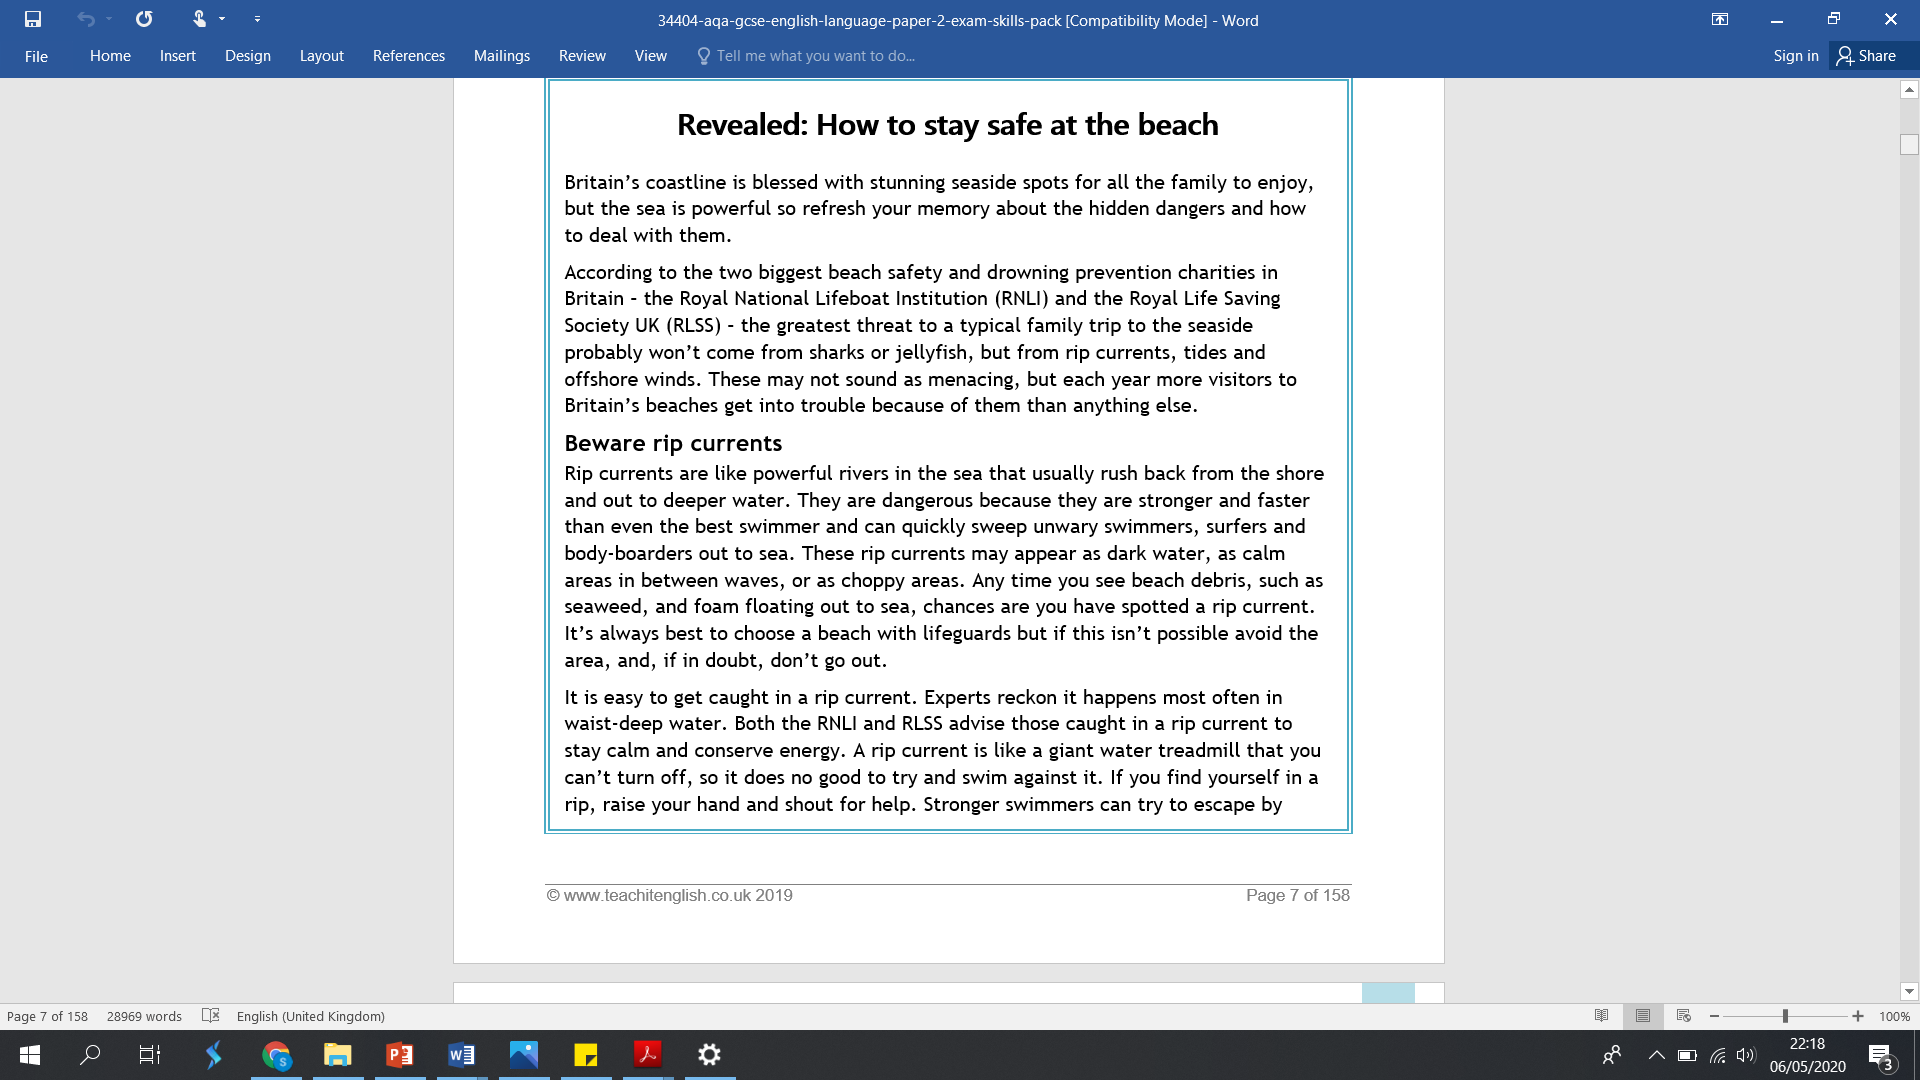 34404-aqa-gcse-english-language-paper-2-exam-skills-pack [Compatibility Mode] - Word
File Home Insert Design Layout References Mailings Review View Tell me what you want to do... Sign in Share
Revealed: How to stay safe at the beach
Britain’s coastline is blessed with stunning seaside spots for all the family to enjoy,
but the sea is powerful so refresh your memory about the hidden dangers and how
to deal with them.
According to the two biggest beach safety and drowning prevention charities in
Britain – the Royal National Lifeboat Institution (RNLI) and the Royal Life Saving
Society UK (RLSS) – the greatest threat to a typical family trip to the seaside
probably won’t come from sharks or jellyfish, but from rip currents, tides and
offshore winds. These may not sound as menacing, but each year more visitors to
Britain’s beaches get into trouble because of them than anything else.
Beware rip currents
Rip currents are like powerful rivers in the sea that usually rush back from the shore
and out to deeper water. They are dangerous because they are stronger and faster
than even the best swimmer and can quickly sweep unwary swimmers, surfers and
body-boarders out to sea. These rip currents may appear as dark water, as calm
areas in between waves, or as choppy areas. Any time you see beach debris, such as
seaweed, and foam floating out to sea, chances are you have spotted a rip current.
It’s always best to choose a beach with lifeguards but if this isn’t possible avoid the
area, and, if in doubt, don’t go out.
It is easy to get caught in a rip current. Experts reckon it happens most often in
waist-deep water. Both the RNLI and RLSS advise those caught in a rip current to
stay calm and conserve energy. A rip current is like a giant water treadmill that you
can’t turn off, so it does no good to try and swim against it. If you find yourself in a
rip, raise your hand and shout for help. Stronger swimmers can try to escape by
© www.teachitenglish.co.uk 2019 Page 7 of 158
Page 7 of 158 28969 words English (United Kingdom) 100%
22:18
06/05/2020
3